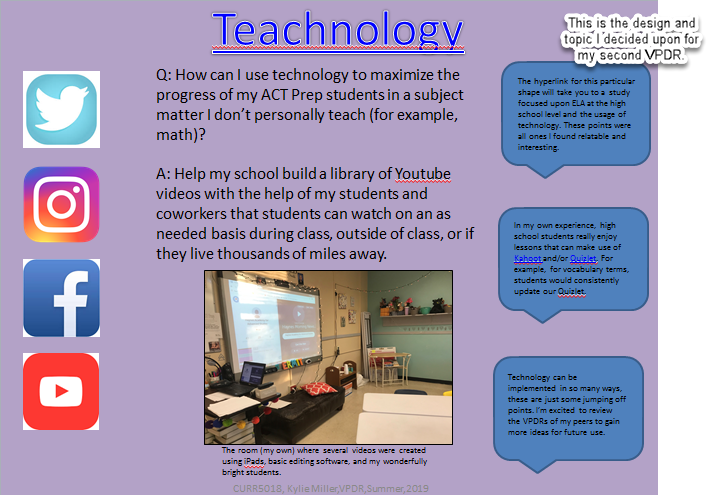 Teachnology
This is the design and
topic I decided upon for
my second VPDR.
Q: How can I use technology to maximize the
progress of my ACT Prep students in a subject
matter I don't personally teach (for example,
math)?
A: Help my school build a library of Youtube
videos with the help of my students and
coworkers that students can watch on an as
needed basis during class, outside of class, or if
they live thousands of miles away.
The hyperlink for this particular
shape will take you to a study
focused upon ELA at the high
school level and the usage of
technology. These points were
all ones I found relatable and
interesting.
In my own experience, high
school students really enjoy
lessons that can make use of
Kahoot and/or Quizlet. For
example, for vocabulary terms,
students would consistently
update our Quizlet.
Technology can be
implemented in so many ways,
these are just some jumping off
points. I'm excited to review
the VPDRs of my peers to gain
more ideas for future use.
The room (my own) where several videos were created
using iPads, basic editing software, and my wonderfully
bright students.
CURR5018, Kylie Miller,VPDR,Summer,2019